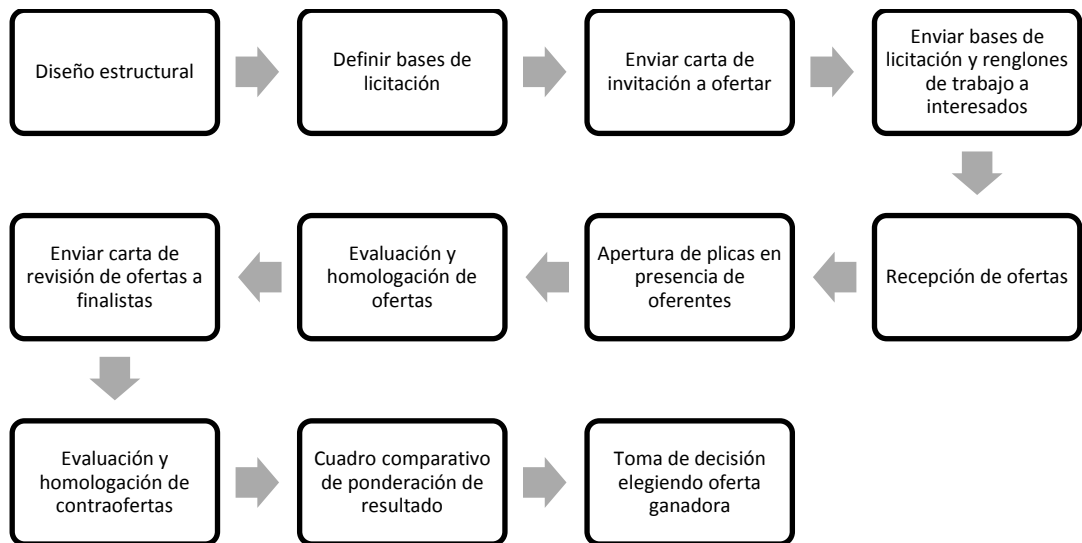 Diseño estructural
Definir bases de
licitación
Enviar carta de
invitación a ofertar
Enviar bases de
licitación y renglones
de trabajo a
interesados
Recepción de ofertas
Apertura de plicas en
presencia de
oferentes
Evaluación y
homologación de
ofertas
Enviar carta de
revisión de ofertas a
finalistas
Evaluación y
homologación de
contraofertas
Cuadro comparativo
de ponderación de
resultado
Toma de decisión
elegiendo oferta
ganadora